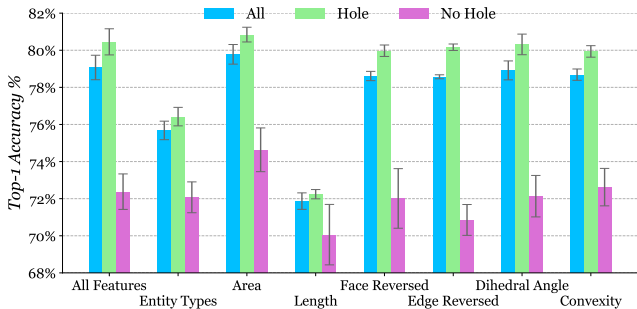 All Hole No Hole
Top-1 Accuracy %
82%
80%
78%
76%
74%
72%
70%
68%
All Features Area Face Reversed Dihedral Angle
Entity Types Length Edge Reversed Convexity